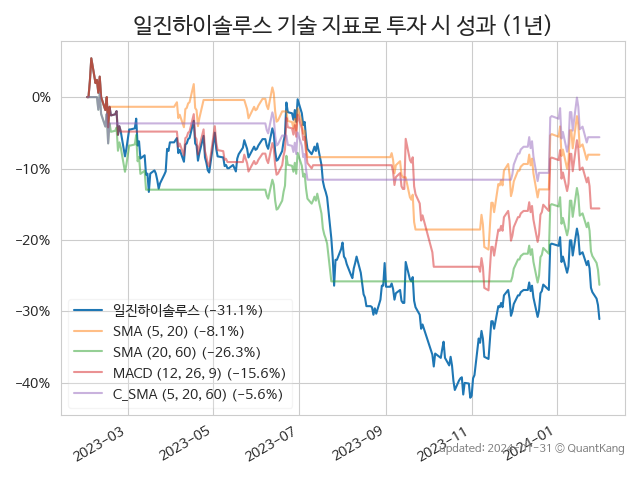 일진하이솔루스 기술 지표로 투자 시 성과 (1년)
0%
−10%
−20%
−30%
−40%
일진하이솔루스 (−31.1%)
SMA (5, 20) (−8.1%)
SMA (20, 60) (−26.3%)
MACD (12, 26, 9) (−15.6%)
C_SMA (5, 20, 60) (−5.6%)
2023-03
2023-05
2023-07
2023-09
2023-11
2024-01
updated: 2024-01-31 © QuantKang